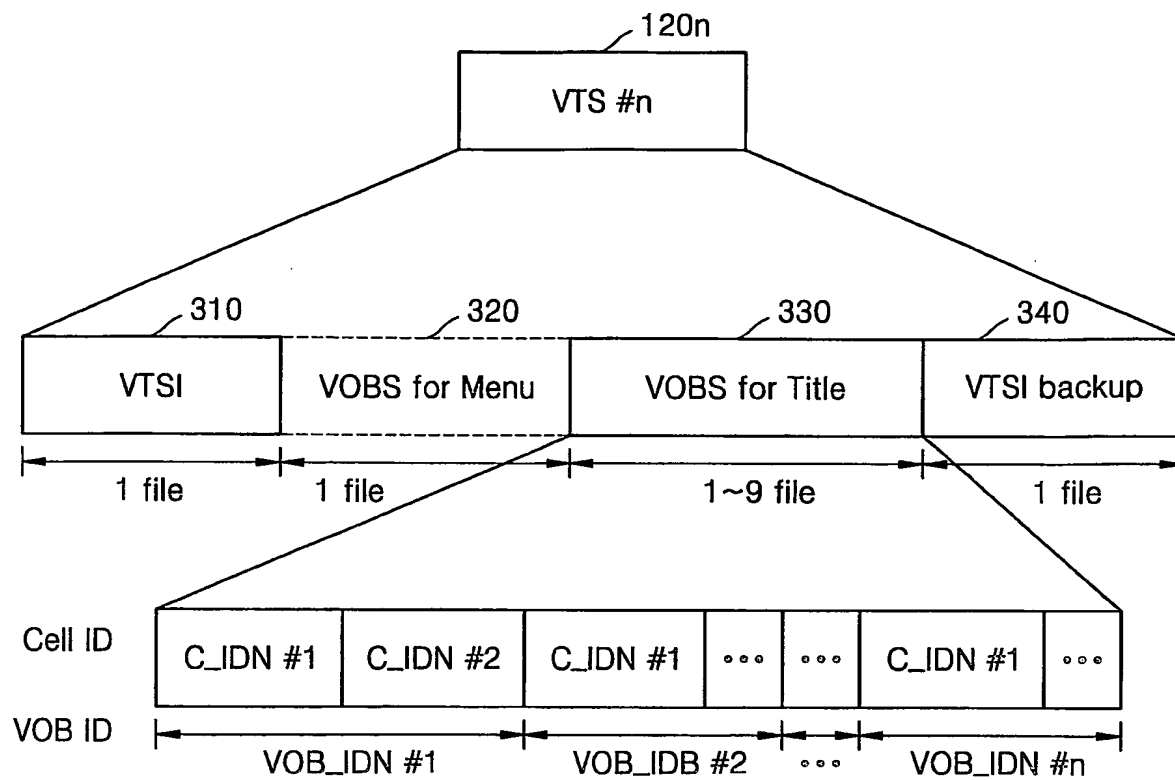 120n
VTS #n
310 320 330 340
VTSI VOBS for Menu VOBS for Title VTSI backup
1 file 1 file 1~9 file 1 file
Cell ID C_IDN #1 C_IDN #2 C_IDN #1 ∘∘∘ ∘∘∘ C_IDN #1 ∘∘∘
VOB ID
VOB_IDN #1 VOB_IDB #2 ∘∘∘ VOB_IDN #n